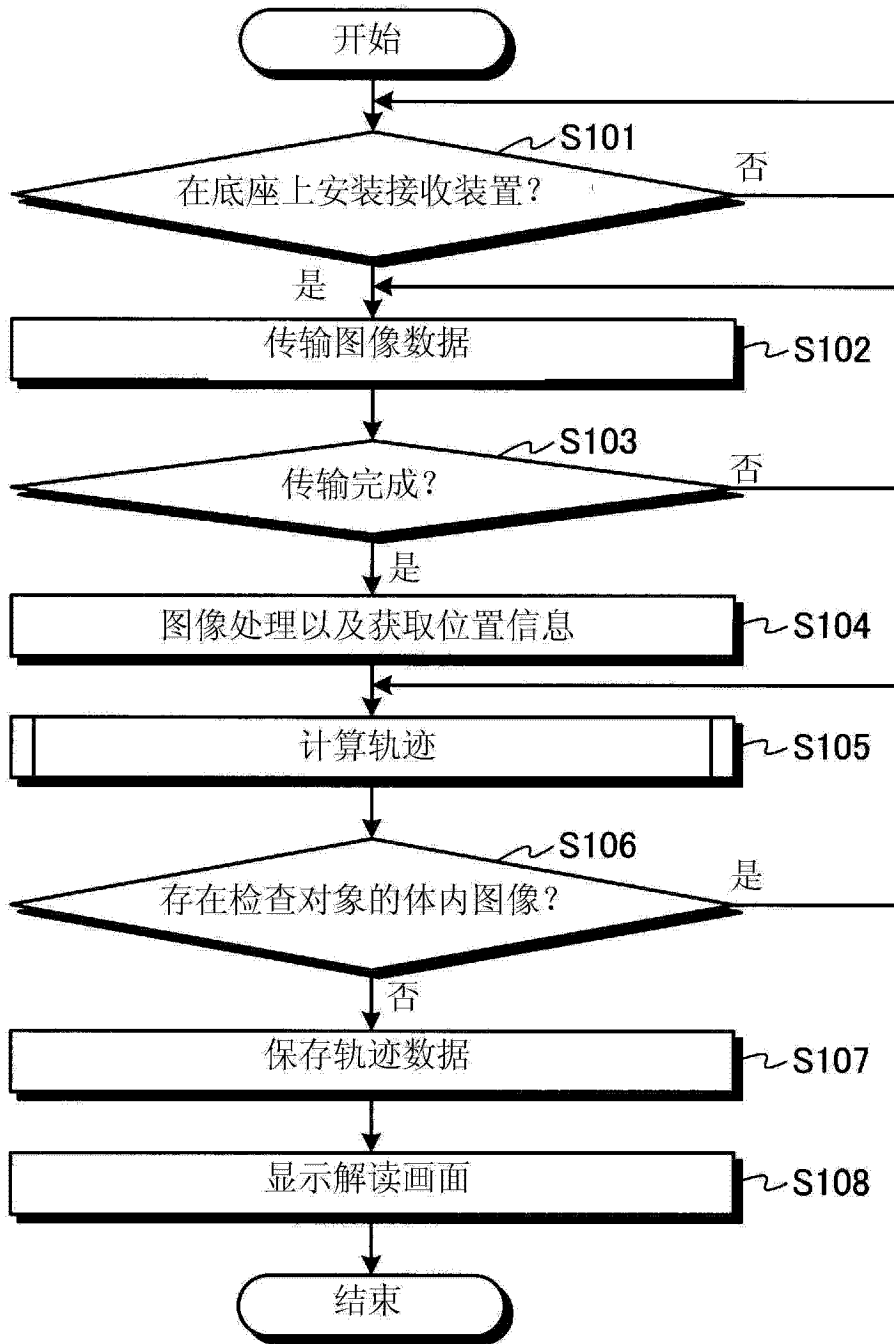 开始
S101
在底座上安装接收装置?
否
是
传输图像数据
S102
S103
传输完成?
否
是
图像处理以及获取位置信息
S104
计算轨迹
S105
S106
存在检查对象的体内图像?
是
否
保存轨迹数据
S107
显示解读画面
S108
结束